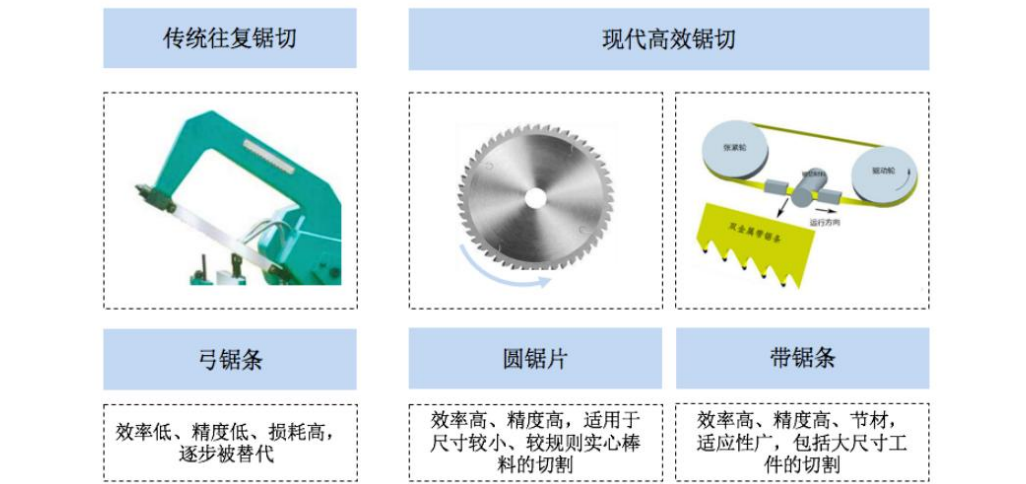 传统往复锯切
现代高效锯切
张紧轮
驱动轮
运行方向
双金属带锯条
弓锯条
圆锯片
带锯条
效率低、精度低、损耗高，
逐步被替代
效率高、精度高，适用于
尺寸较小、较规则实心棒
料的切割
效率高、精度高、节材，
适应性广，包括大尺寸工
件的切割